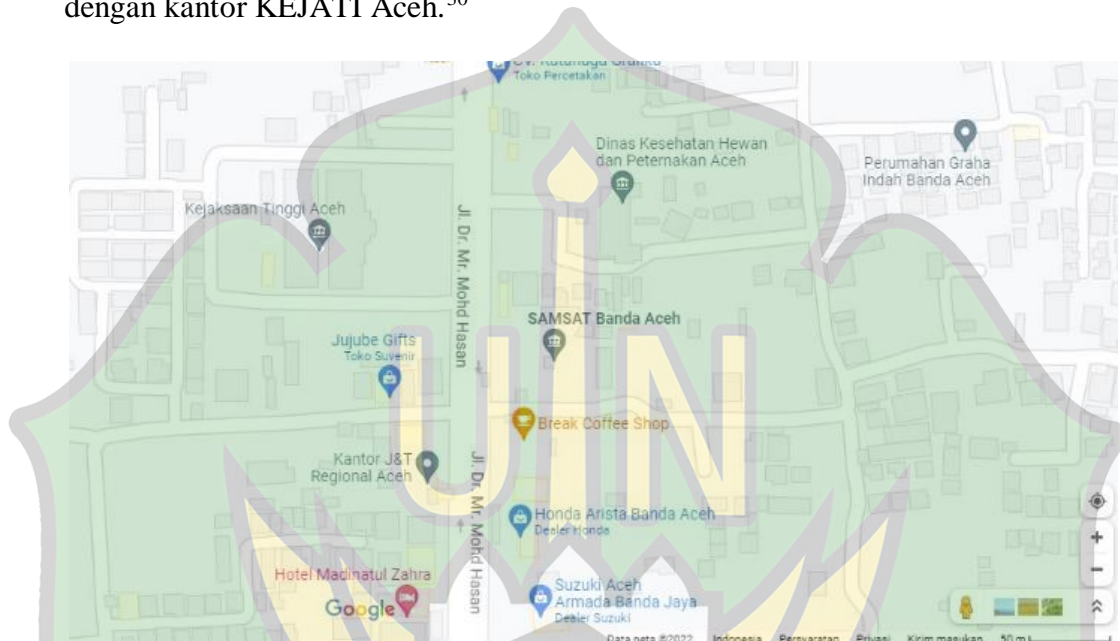 dengan kantor KEJATI Aceh.30
Toko Percetakan
Dinas Kesehatan Hewan
dan Peternakan Aceh
Perumahan Graha
Indah Banda Aceh
Kejaksaan Tinggi Aceh
Jl. Dr. Mr. Mohd Hasan
SAMSAT Banda Aceh
Jujube Gifts
Toko Suvenir
Break Coffee Shop
Kantor J&T
Regional Aceh
Jl. Dr. Mr. Mohd Hasan
UIN
Honda Arista Banda Aceh
Dealer Honda
Hotel Madinatul Zahra
Google
Suzuki Aceh
Armada Banda Jaya
Dealer Suzuki
Data peta ©2022 Indonesia Persyaratan Privasi Kirim masukan 50 m